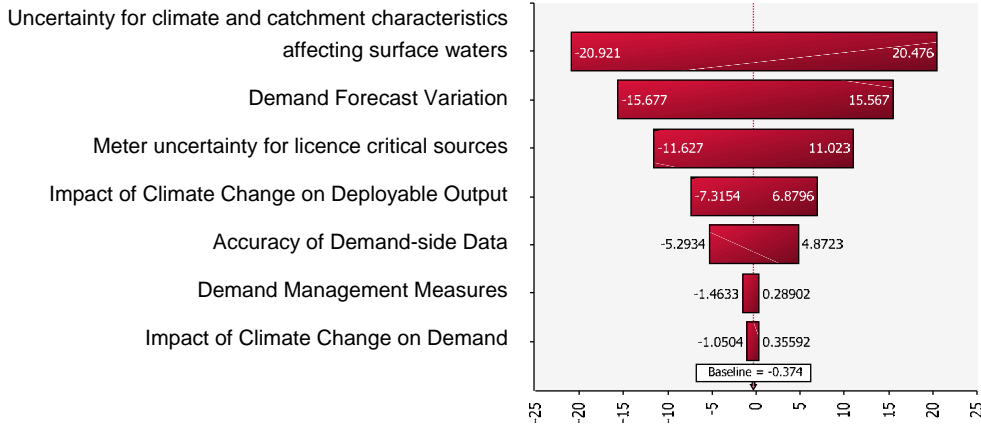 Uncertainty for climate and catchment characteristics
affecting surface waters
-20.921 20.476
Demand Forecast Variation
-15.677 15.567
Meter uncertainty for licence critical sources
-11.627 11.023
Impact of Climate Change on Deployable Output
-7.3154 6.8796
Accuracy of Demand-side Data
-5.2934 4.8723
Demand Management Measures
-1.4633 0.28902
Impact of Climate Change on Demand
-1.0504 0.35592
Baseline = -0.374
-25 -20 -15 -10 -5 0 5 10 15 20 25